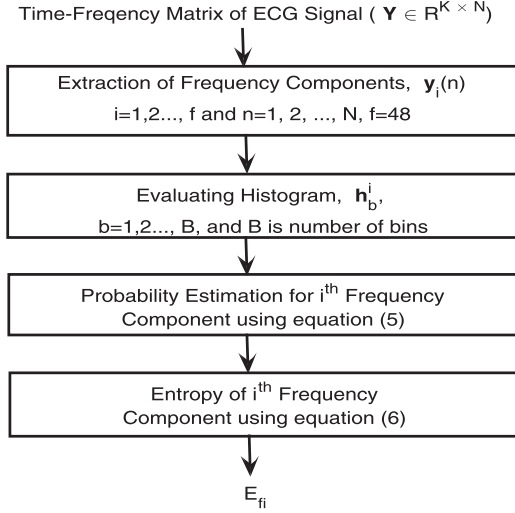 Time-Freqency Matrix of ECG Signal ( Y ∈ R^{K × N})
Extraction of Frequency Components, y_i(n)
i=1,2..., f and n=1, 2, ..., N, f=48
Evaluating Histogram, h_b^i,
b=1,2..., B, and B is number of bins
Probability Estimation for i^{th} Frequency
Component using equation (5)
Entropy of i^{th} Frequency
Component using equation (6)
E_{fi}